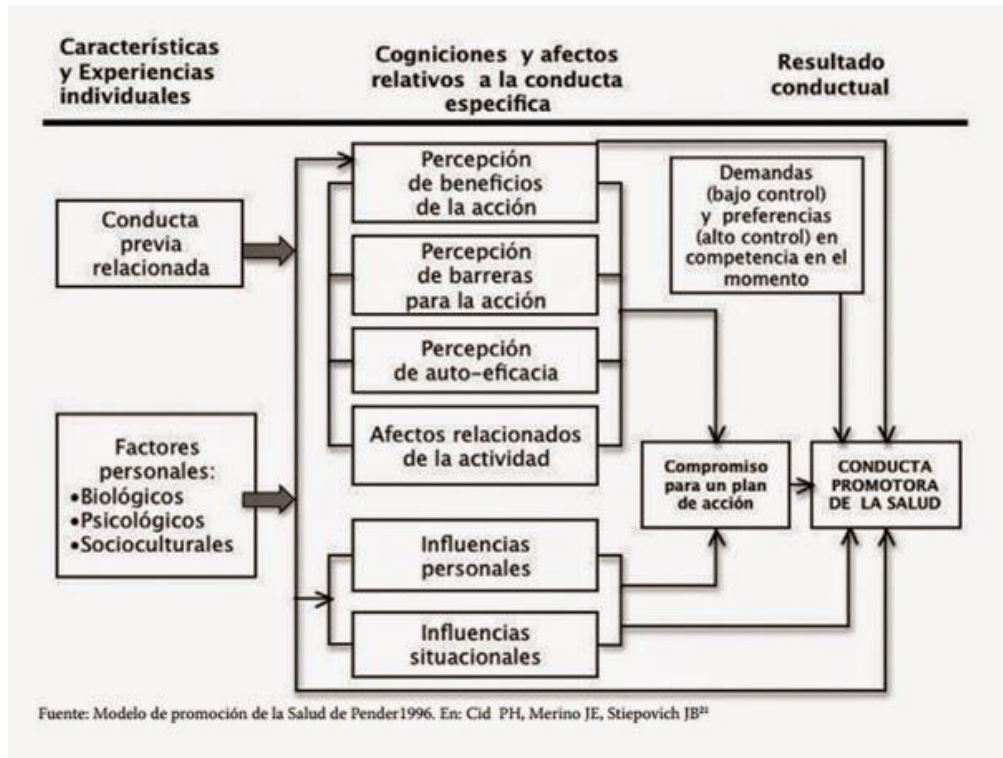 Características
y Experiencias
individuales
Cogniciones y afectos
relativos a la conducta
especifica
Resultado
conductual
Conducta
previa
relacionada
Factores
personales:
•Biológicos
•Psicológicos
•Socioculturales
Percepción
de beneficios
de la acción
Percepción
de barreras
para la acción
Percepción
de auto-eficacia
Afectos relacionados
de la actividad
Influencias
personales
Influencias
situacionales
Demandas
(bajo control)
y preferencias
(alto control) en
competencia en el
momento
Compromiso
para un plan
de acción
CONDUCTA
PROMOTORA
DE LA SALUD
Fuente: Modelo de promoción de la Salud de Pender1996. En: Cid PH, Merino JE, Stiepovich JB²¹